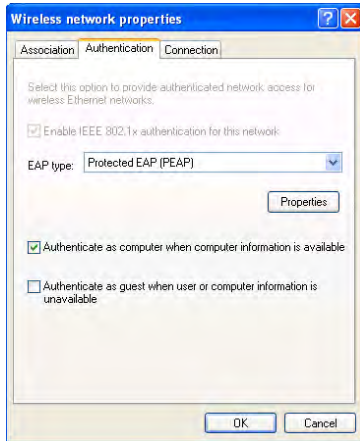 Wireless network properties
Association
Authentication
Connection
Select this option to provide authenticated network access for
wireless Ethernet networks.
Enable IEEE 802.1x authentication for this network
EAP type:
Protected EAP (PEAP)
Properties
Authenticate as computer when computer information is available
Authenticate as guest when user or computer information is
unavailable
OK
Cancel